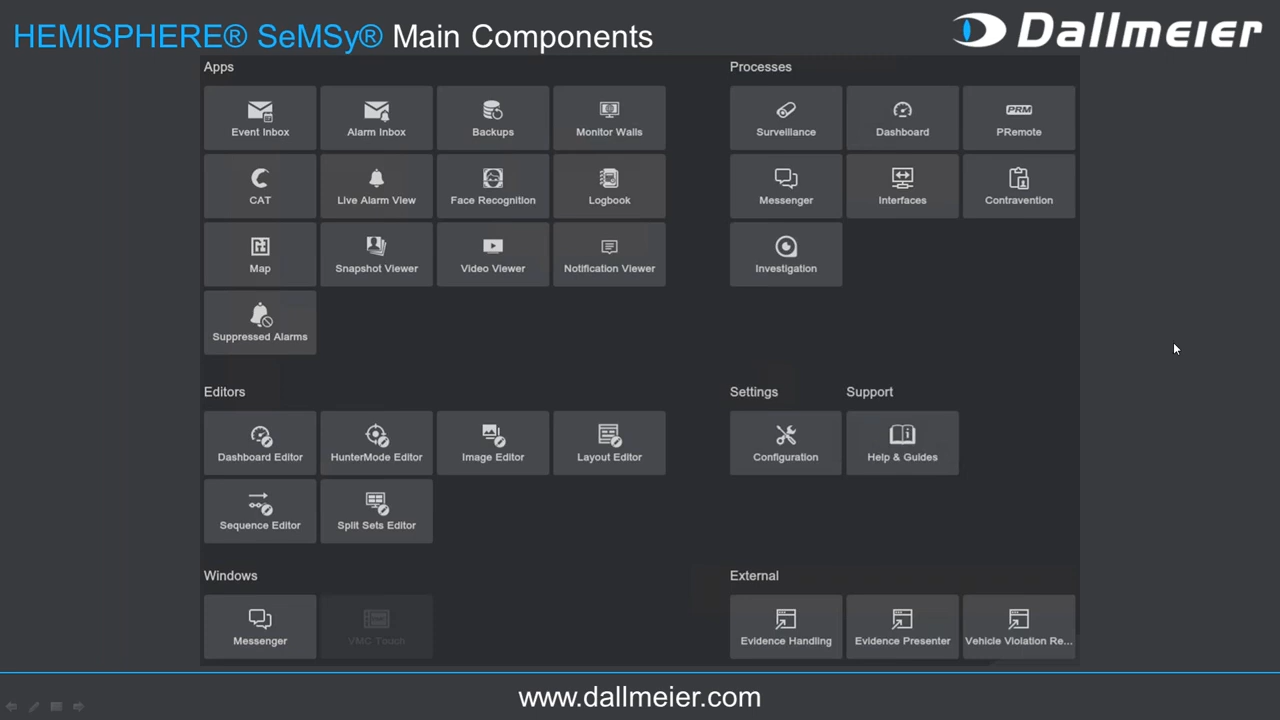 HEMISPHERE® SeMSy® Main Components
Dallmeier
Apps
Event Inbox
Alarm Inbox
Backups
Monitor Walls
CAT
Live Alarm View
Face Recognition
Logbook
Map
Snapshot Viewer
Video Viewer
Notification Viewer
Suppressed Alarms
Processes
Surveillance
Dashboard
PRM
PRemote
Messenger
Interfaces
Contravention
Investigation
Editors
Dashboard Editor
HunterMode Editor
Image Editor
Layout Editor
Sequence Editor
Split Sets Editor
Settings
Configuration
Support
Help & Guides
Windows
Messenger
VMC Touch
External
Evidence Handling
Evidence Presenter
Vehicle Violation Re...
www.dallmeier.com